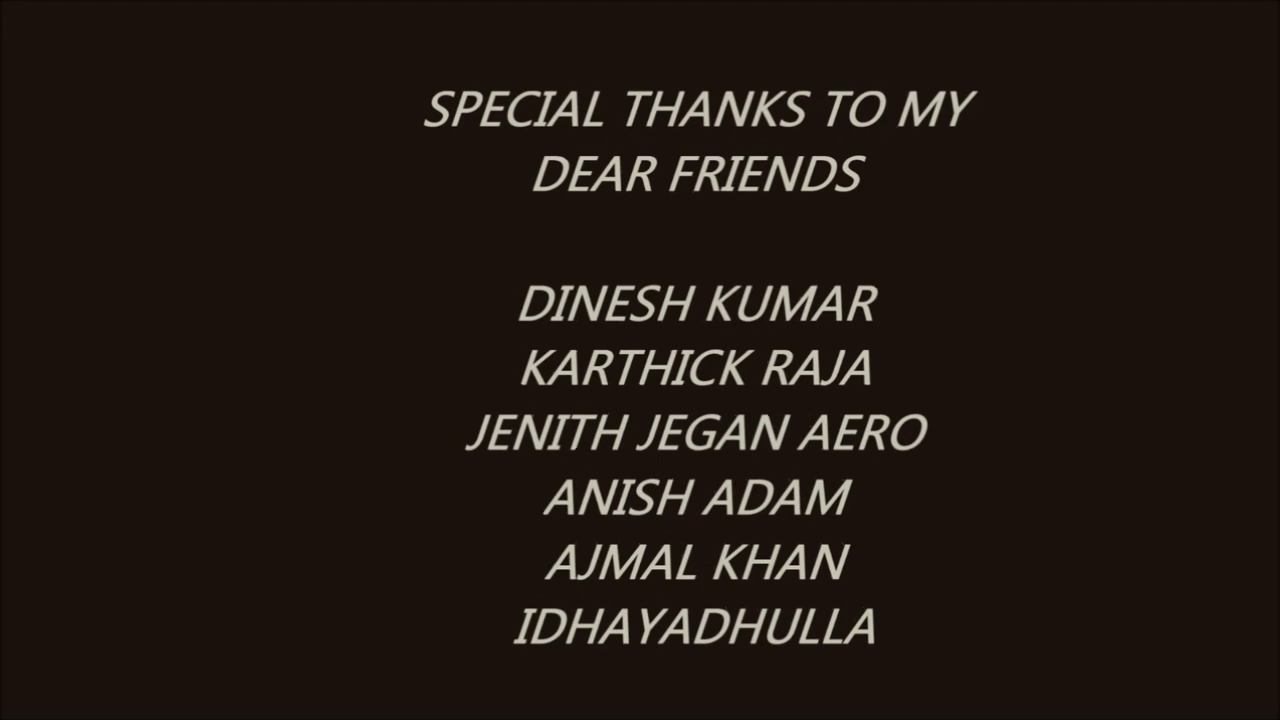 SPECIAL THANKS TO MY
DEAR FRIENDS
DINESH KUMAR
KARTHICK RAJA
JENITH JEGAN AERO
ANISH ADAM
AJMAL KHAN
IDHAYADHULLA